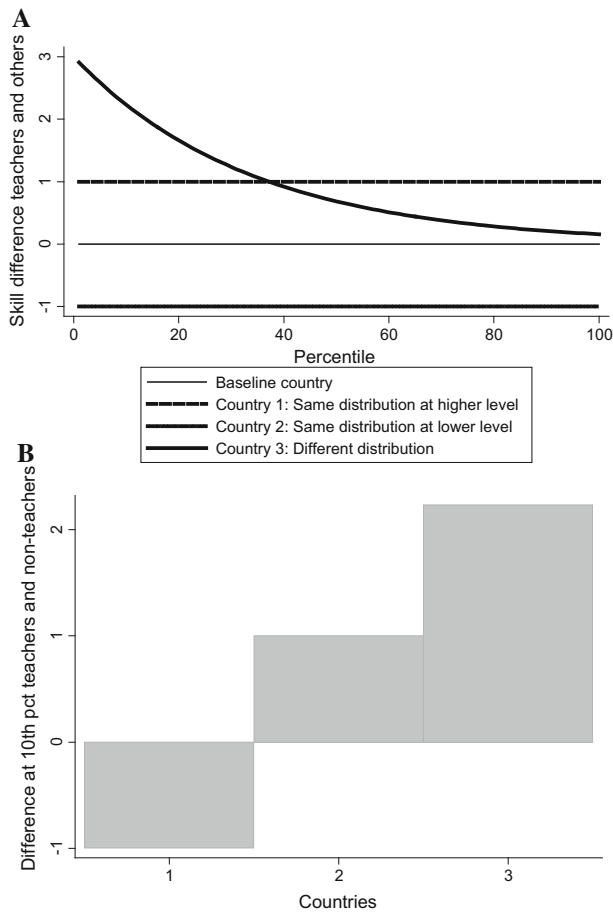 A
Skill difference teachers and others
3
2
1
0
-1
0 20 40 60 80 100
Percentile
Baseline country
Country 1: Same distribution at higher level
Country 2: Same distribution at lower level
Country 3: Different distribution
B
Difference at 10th pct teachers and non-teachers
2
1
0
-1
1 2 3
Countries